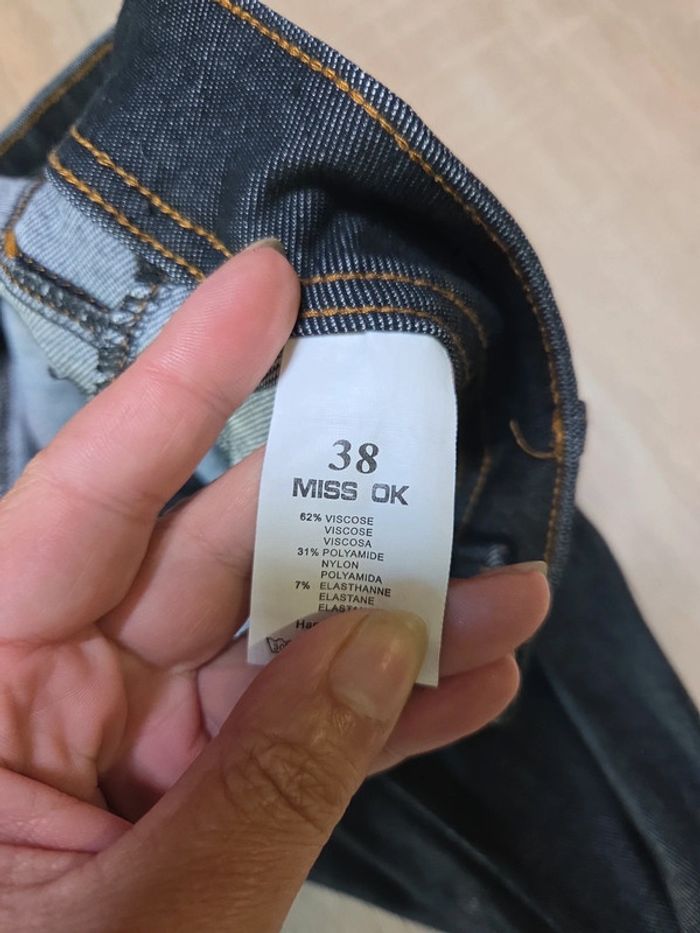 38
MISS OK
62% VISCOSE
VISCOSE
VISCOSA
31% POLYAMIDE
NYLON
POLYAMIDA
7% ELASTHANNE
ELASTANE